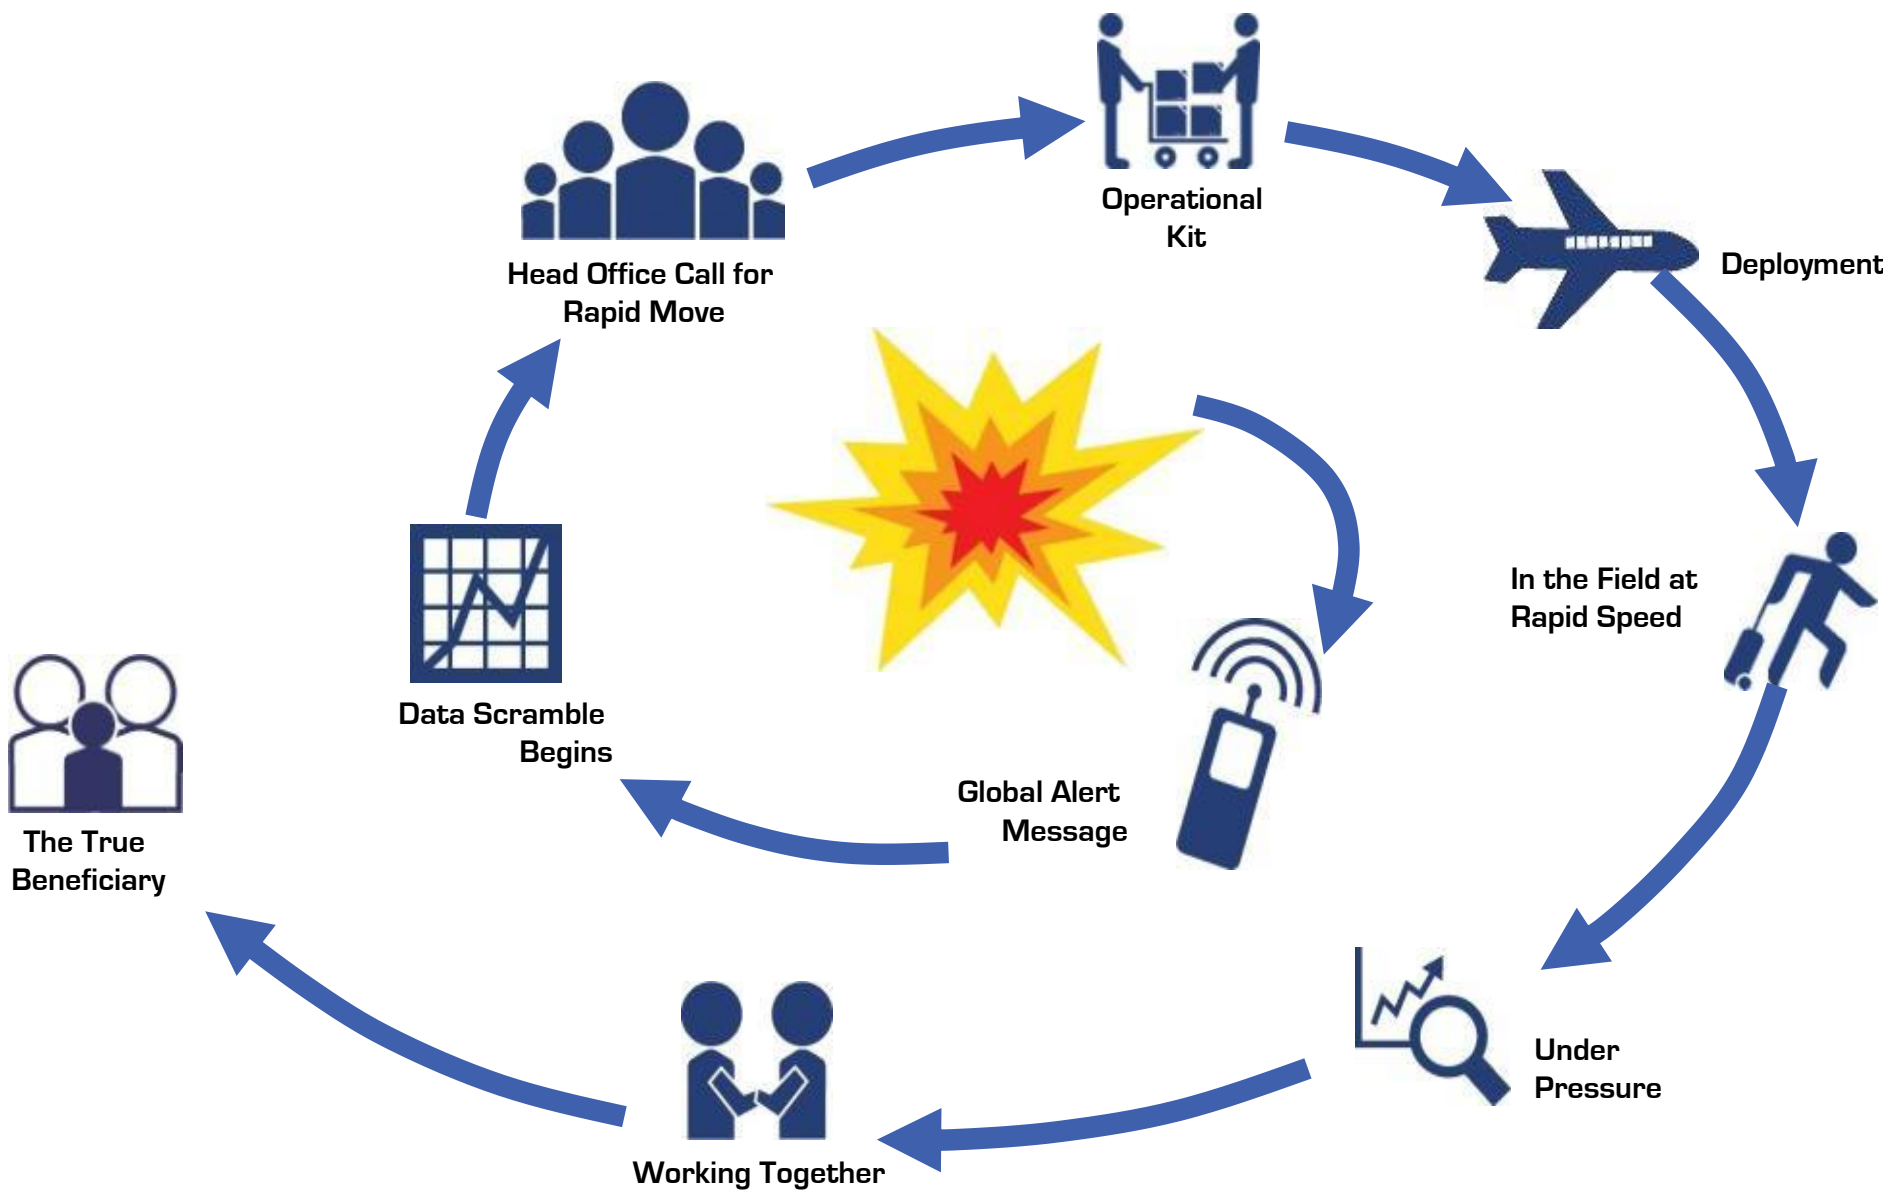 Operational
Kit
Head Office Call for
Rapid Move
Deployment
In the Field at
Rapid Speed
Data Scramble
Begins
Global Alert
Message
The True
Beneficiary
Under
Pressure
Working Together